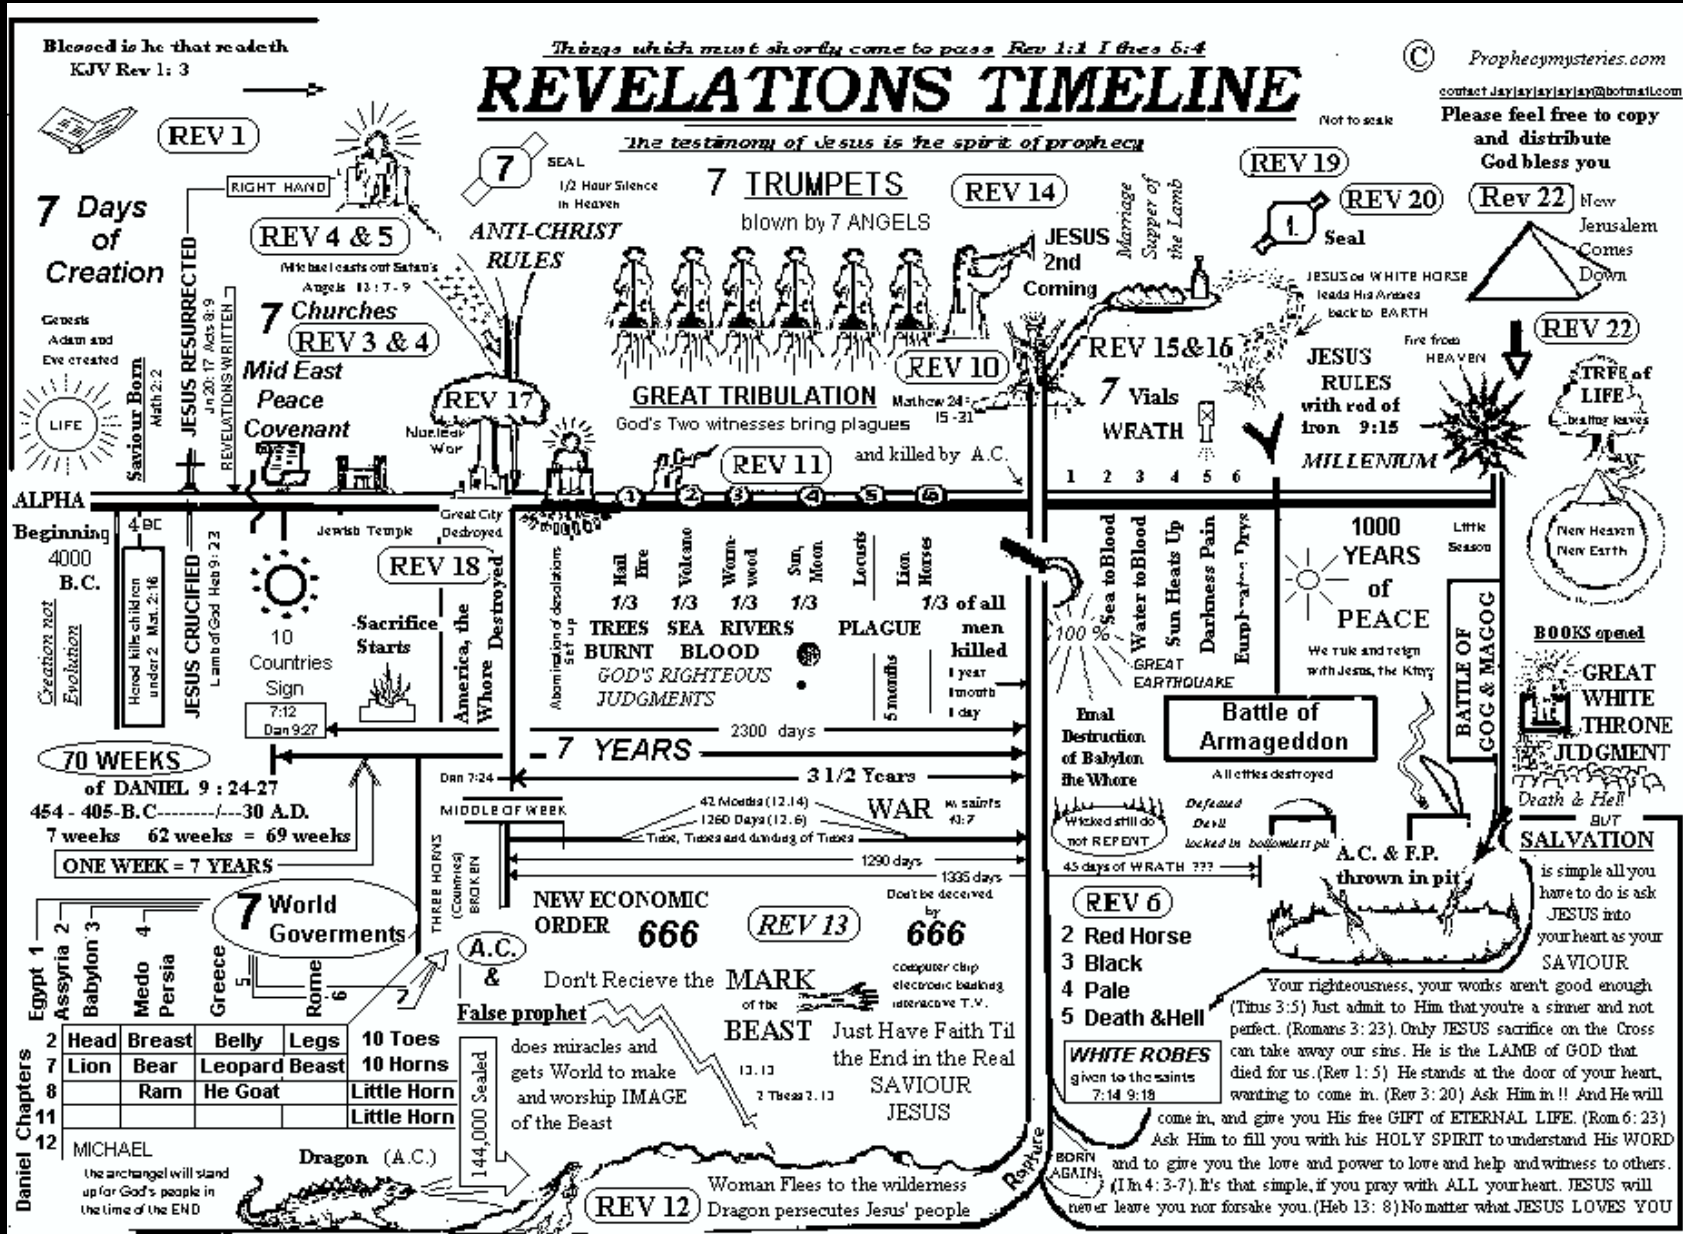 Blessed is he that readeth
KJV Rev 1: 3
Things which must shortly come to pass Rev 1:1 I thes 5:4
REVELATIONS TIMELINE
The testimony of Jesus is the spirit of prophecy
Not to scale
© Prophecymysteries.com
contact Jayjayjayjayjay@hotmail.com
Please feel free to copy
and distribute
God bless you
REV 1
7 Days
of
Creation
Genesis
Adam and
Eve created
LIFE
Saviour Born
Math 2:2
JESUS RESURRECTED
Jn 20:17 Acts 8:9
REVELATIONS WRITTEN
RIGHT HAND
REV 4 & 5
Michael casts out Satan's
Angels 12:7-9
7 Churches
REV 3 & 4
Mid East
Peace
Covenant
7 SEAL
1/2 Hour Silence
in Heaven
ANTI-CHRIST
RULES
REV 17
Nuclear
War
7 TRUMPETS
blown by 7 ANGELS
GREAT TRIBULATION
God's Two witnesses bring plagues
and killed by A.C.
REV 11
REV 14
REV 10
Mathew 24:
15-31
JESUS
2nd
Coming
Marriage
Supper of
the Lamb
REV 15&16
7 Vials
WRATH
1 2 3 4 5 6
REV 19
REV 20
1. Seal
JESUS on WHITE HORSE
leads His Armes
back to EARTH
JESUS
RULES
with rod of
iron 9:15
MILLENIUM
Fire from
HEAVEN
Rev 22
New
Jerusalem
Comes
Down
REV 22
TREE of
LIFE
healing leaves
New Heaven
New Earth
ALPHA
Beginning
4000
B.C.
Creation not
Evolution
4 BC
Herod kills children
under 2 Mat. 2:16
JESUS CRUCIFIED
Lamb of God Heb 9:23
10
Countries
Sign
7:12
Dan 9:27
Jewish Temple
REV 18
Great City
Destroyed
-Sacrifice
Starts
America, the
Whore Destroyed
Abomination of desolations
Set up
1 2 3 4 5 6
Hail
Fire
Volcano
Worm-
wood
Sun,
Moon
Locusts
Lion
Horses
1/3 1/3 1/3 1/3 1/3 of all
TREES SEA RIVERS PLAGUE men
BURNT BLOOD killed
GOD'S RIGHTEOUS
JUDGMENTS
5 months
1 year
1 month
1 day
2300 days
7 YEARS
Dan 7:24
3 1/2 Years
MIDDLE OF WEEK
42 Months (12.14)
1260 Days (12.6)
Time, Times and dividing of Times
WAR w. saints
13:7
1290 days
1335 days
45 days of WRATH ???
100 %
GREAT
EARTHQUAKE
Sea to Blood
Water to Blood
Sun Heats Up
Darkness Pain
Euphrates Drys
Final
Destruction
of Babylon
the Whore
Wicked still do
not REPENT
Battle of
Armageddon
All cities destroyed
Defeated
Devil
locked in bottomless pit
1000
YEARS
of
PEACE
We rule and reign
with Jesus, the King
Little
Season
BATTLE OF
GOG & MAGOG
BOOKS opened
GREAT
WHITE
THRONE
JUDGMENT
Death & Hell
BUT
SALVATION
is simple all you
have to do is ask
JESUS into
your heart as your
SAVIOUR
A.C. & F.P.
thrown in pit
70 WEEKS
of DANIEL 9 : 24-27
454 - 405-B.C--------/---30 A.D.
7 weeks 62 weeks = 69 weeks
ONE WEEK = 7 YEARS
7 World
Goverments
Egypt 1
Assyria 2
Babylon 3
Medo
Persia 4
Greece 5
Rome 6
7
THREE HORNS
(Countries)
BROKEN
Daniel Chapters
2 Head Breast Belly Legs 10 Toes
7 Lion Bear Leopard Beast 10 Horns
8 Ram He Goat Little Horn
11 Little Horn
12 MICHAEL
the archangel will stand
up for God's people in
the time of the END
Dragon (A.C.)
A.C.
&
False prophet
does miracles and
gets World to make
and worship IMAGE
of the Beast
144,000 Sealed
NEW ECONOMIC
ORDER 666
REV 13
Don't be deceived
by
666
Don't Recieve the MARK
of the
BEAST
computer chip
electronic banking
interactive T.V.
Just Have Faith Til
the End in the Real
SAVIOUR
JESUS
13.13
2 Thess 2.13
REV 12
Woman Flees to the wilderness
Dragon persecutes Jesus' people
Rapture
BORN
AGAIN
REV 6
2 Red Horse
3 Black
4 Pale
5 Death &Hell
WHITE ROBES
given to the saints
7:14 9:18
Your righteousness, your works aren't good enough
(Titus 3:5) Just admit to Him that you're a sinner and not
perfect. (Romans 3: 23). Only JESUS sacrifice on the Cross
can take away our sins. He is the LAMB of GOD that
died for us.(Rev 1: 5) He stands at the door of your heart,
wanting to come in. (Rev 3: 20) Ask Him in !! And He will
come in, and give you His free GIFT of ETERNAL LIFE. (Rom 6: 23)
Ask Him to fill you with his HOLY SPIRIT to understand His WORD
and to give you the love and power to love and help and witness to others.
(I Jn 4: 3-7). It's that simple, if you pray with ALL your heart. JESUS will
never leave you nor forsake you. (Heb 13: 8) No matter what JESUS LOVES YOU